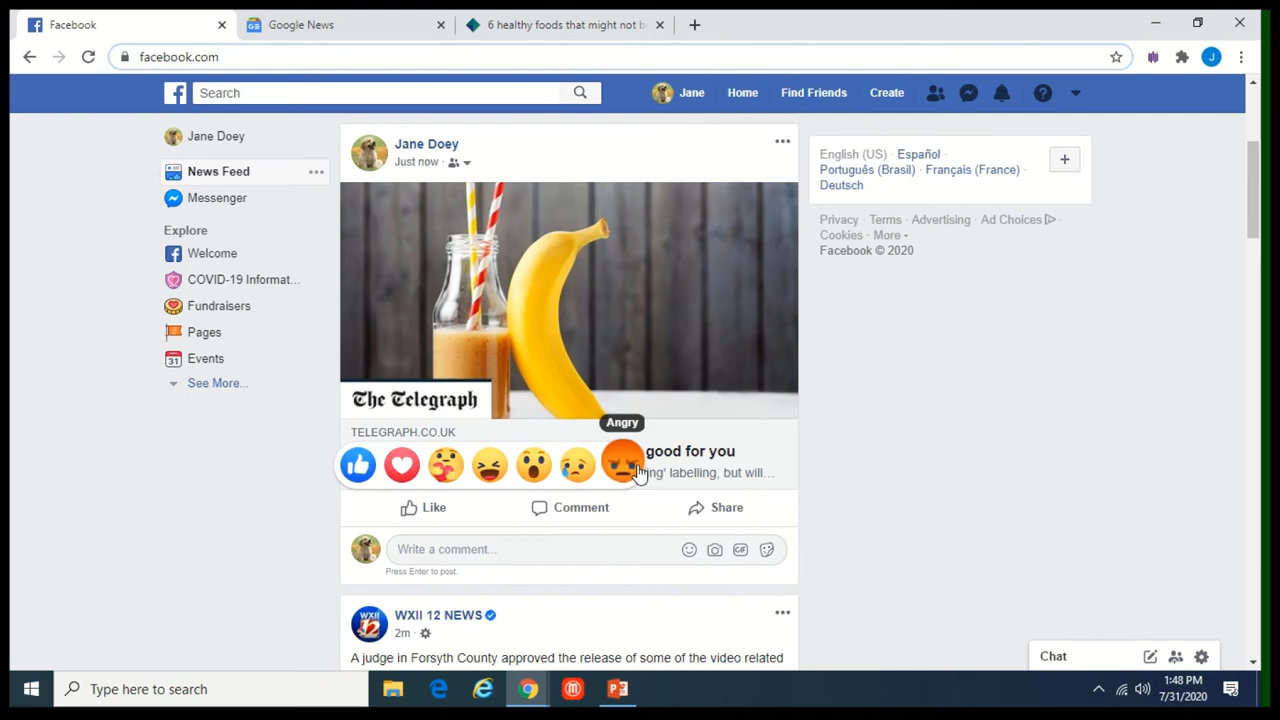 Facebook
Google News
6 healthy foods that might not b
facebook.com
Search
Jane
Home
Find Friends
Create
Jane Doey
News Feed
Messenger
Explore
Welcome
COVID-19 Informat...
Fundraisers
Pages
31
Events
See More...
Jane Doey
Just now
The Telegraph
TELEGRAPH.CO.UK
Angry
good for you
ing' labelling, but will...
Like
Comment
Share
Write a comment...
GIF
Press Enter to post.
WXII 12 NEWS
WXII
12
2m
A judge in Forsyth County approved the release of some of the video related
English (US) · Español ·
Português (Brasil) · Français (France) ·
Deutsch
Privacy · Terms · Advertising · Ad Choices ·
Cookies · More
Facebook © 2020
Chat
Type here to search
1:48 PM
7/31/2020